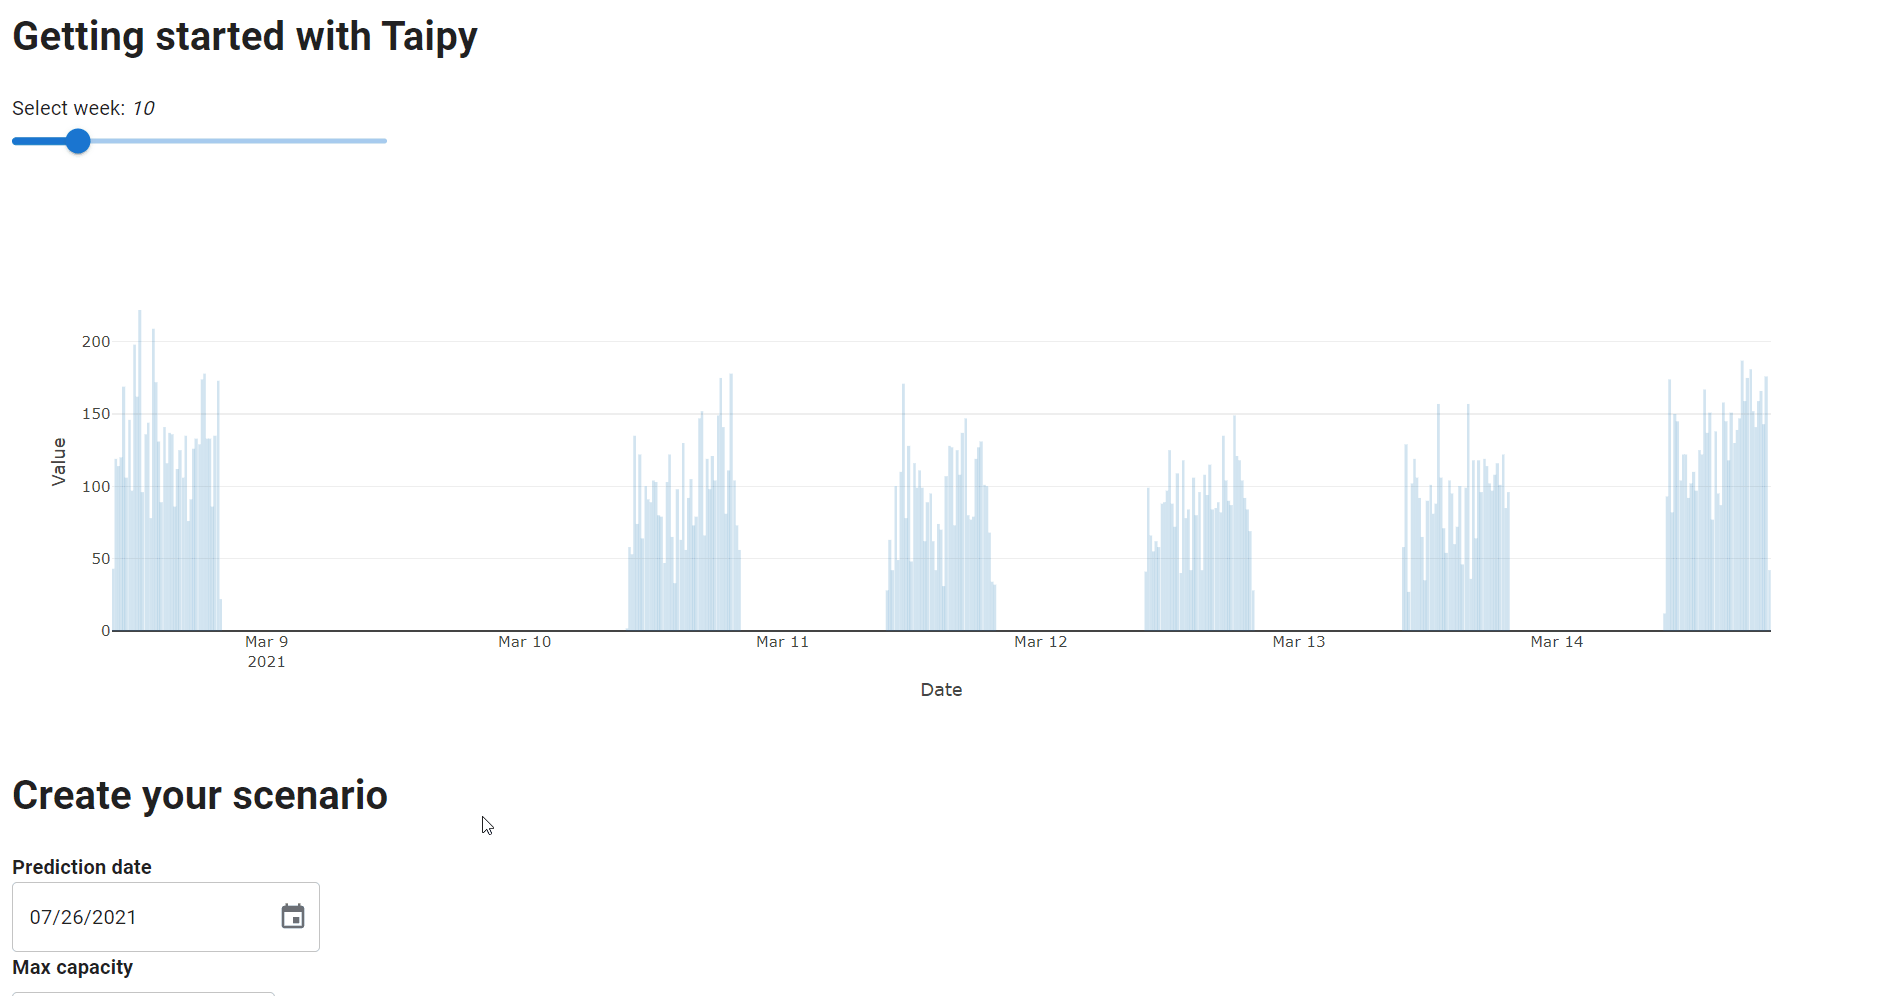 Getting started with Taipy
Select week: 10
200
150
100
50
0
Value
Mar 9
2021
Mar 10
Mar 11
Mar 12
Mar 13
Mar 14
Date
Create your scenario
Prediction date
07/26/2021
Max capacity